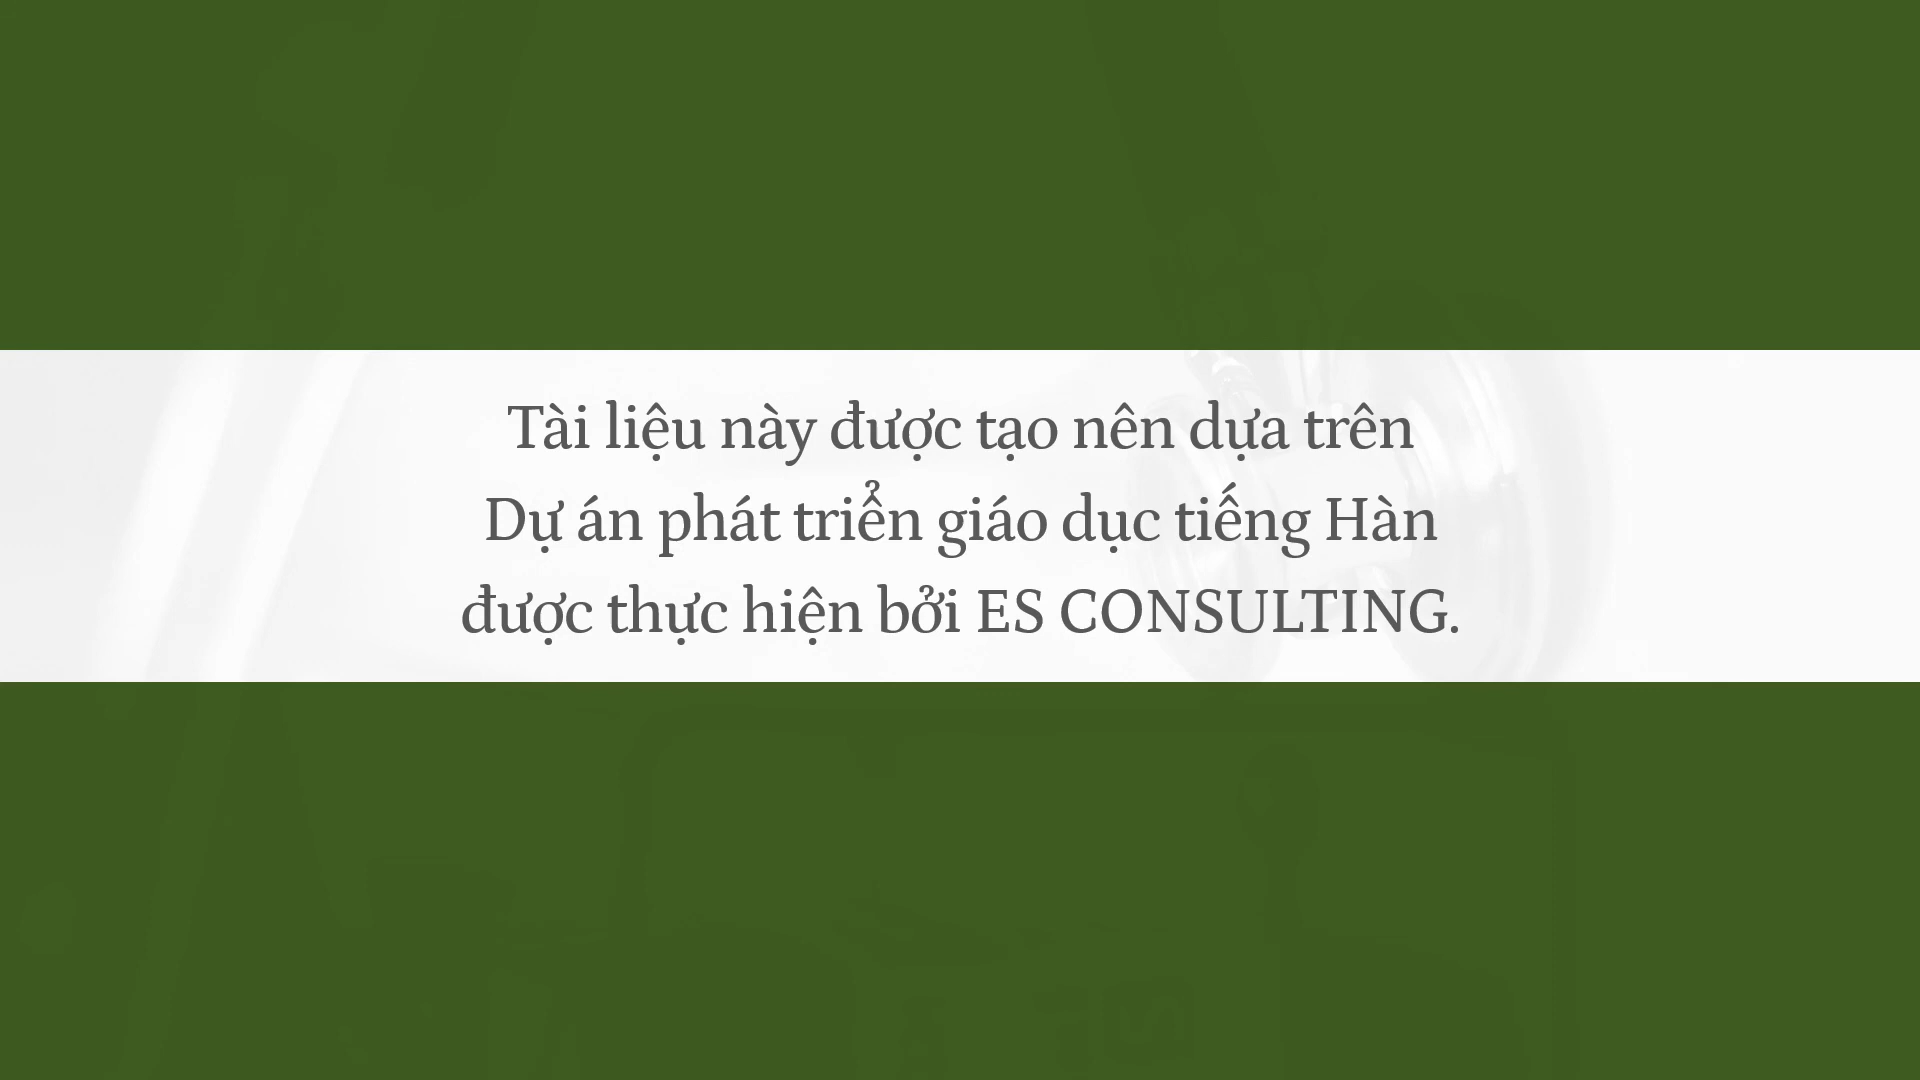 Tài liệu này được tạo nên dựa trên
Dự án phát triển giáo dục tiếng Hàn
được thực hiện bởi ES CONSULTING.